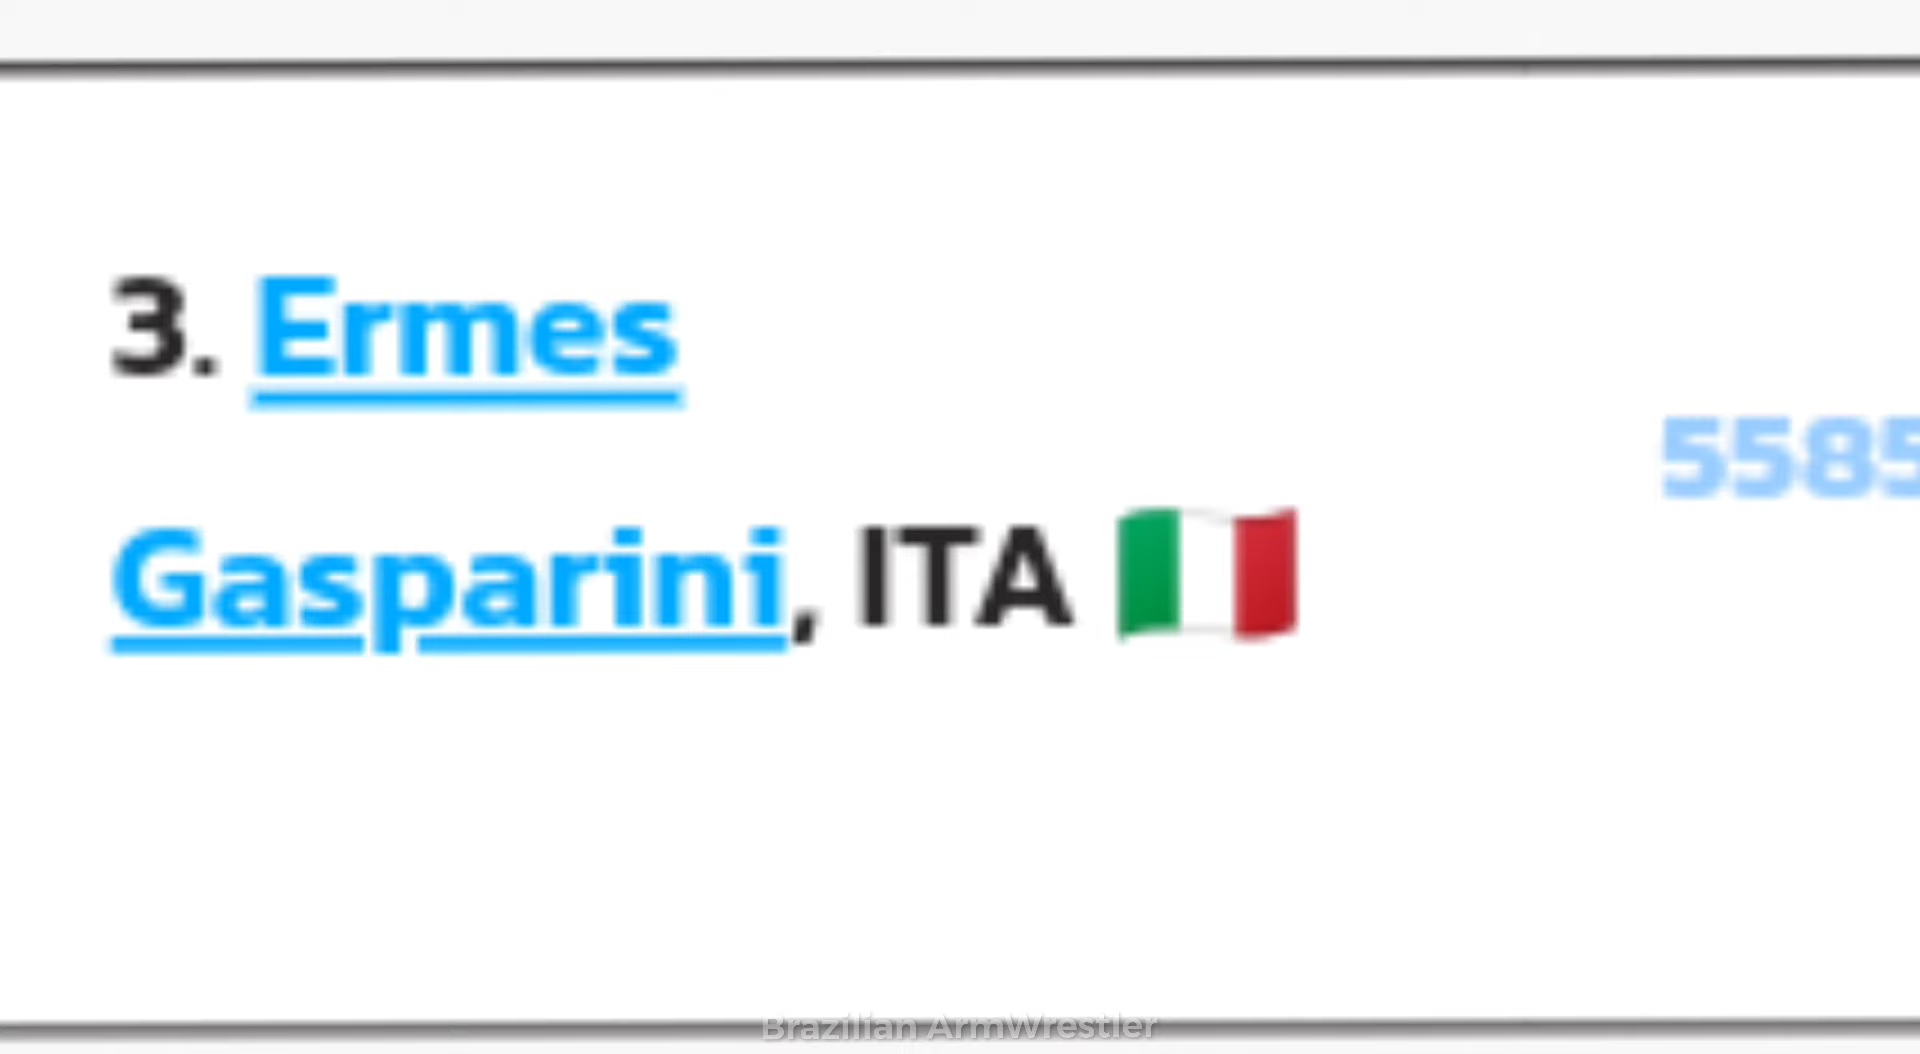 3. Ermes
5585
Gasparini, ITA 🇮🇹
Brazilian ArmWrestler